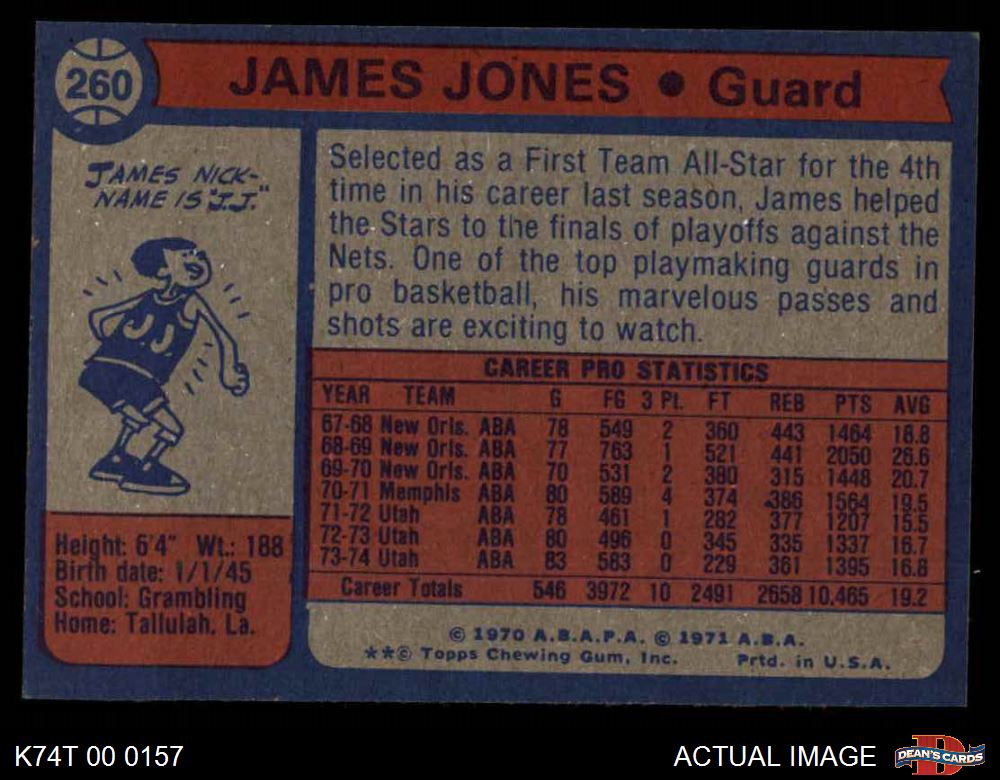 260
JAMES JONES • Guard
JAMES NICK-
NAME IS "J.J."
JJ
Height: 6'4" Wt.: 188
Birth date: 1/1/45
School: Grambling
Home: Tallulah, La.
Selected as a First Team All-Star for the 4th
time in his career last season, James helped
the Stars to the finals of playoffs against the
Nets. One of the top playmaking guards in
pro basketball, his marvelous passes and
shots are exciting to watch.
CAREER PRO STATISTICS
YEAR TEAM G FG 3 Pt. FT REB PTS AVG
67-68 New Orls. ABA 78 549 2 360 443 1464 18.8
68-69 New Orls. ABA 77 763 1 521 441 2050 26.6
69-70 New Orls. ABA 70 531 2 380 315 1448 20.7
70-71 Memphis ABA 80 589 4 374 386 1564 19.5
71-72 Utah ABA 78 461 1 282 377 1207 15.5
72-73 Utah ABA 80 496 0 345 335 1337 16.7
73-74 Utah ABA 83 583 0 229 361 1395 16.8
Career Totals 546 3972 10 2491 2658 10,465 19.2
© 1970 A.B.A.P.A. © 1971 A.B.A.
**© Topps Chewing Gum, Inc. Prtd. in U.S.A.
K74T 00 0157
ACTUAL IMAGE
D
DEAN'S CARDS